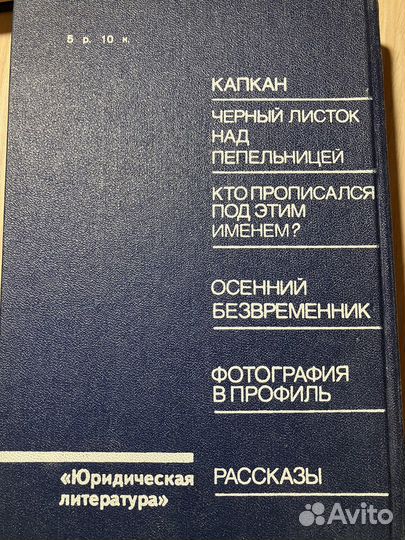 5 р. 10 к.
КАПКАН
ЧЕРНЫЙ ЛИСТОК
НАД
ПЕПЕЛЬНИЦЕЙ
КТО ПРОПИСАЛСЯ
ПОД ЭТИМ
ИМЕНЕМ?
ОСЕННИЙ
БЕЗВРЕМЕННИК
ФОТОГРАФИЯ
В ПРОФИЛЬ
РАССКАЗЫ
«Юридическая
литература»
Avito